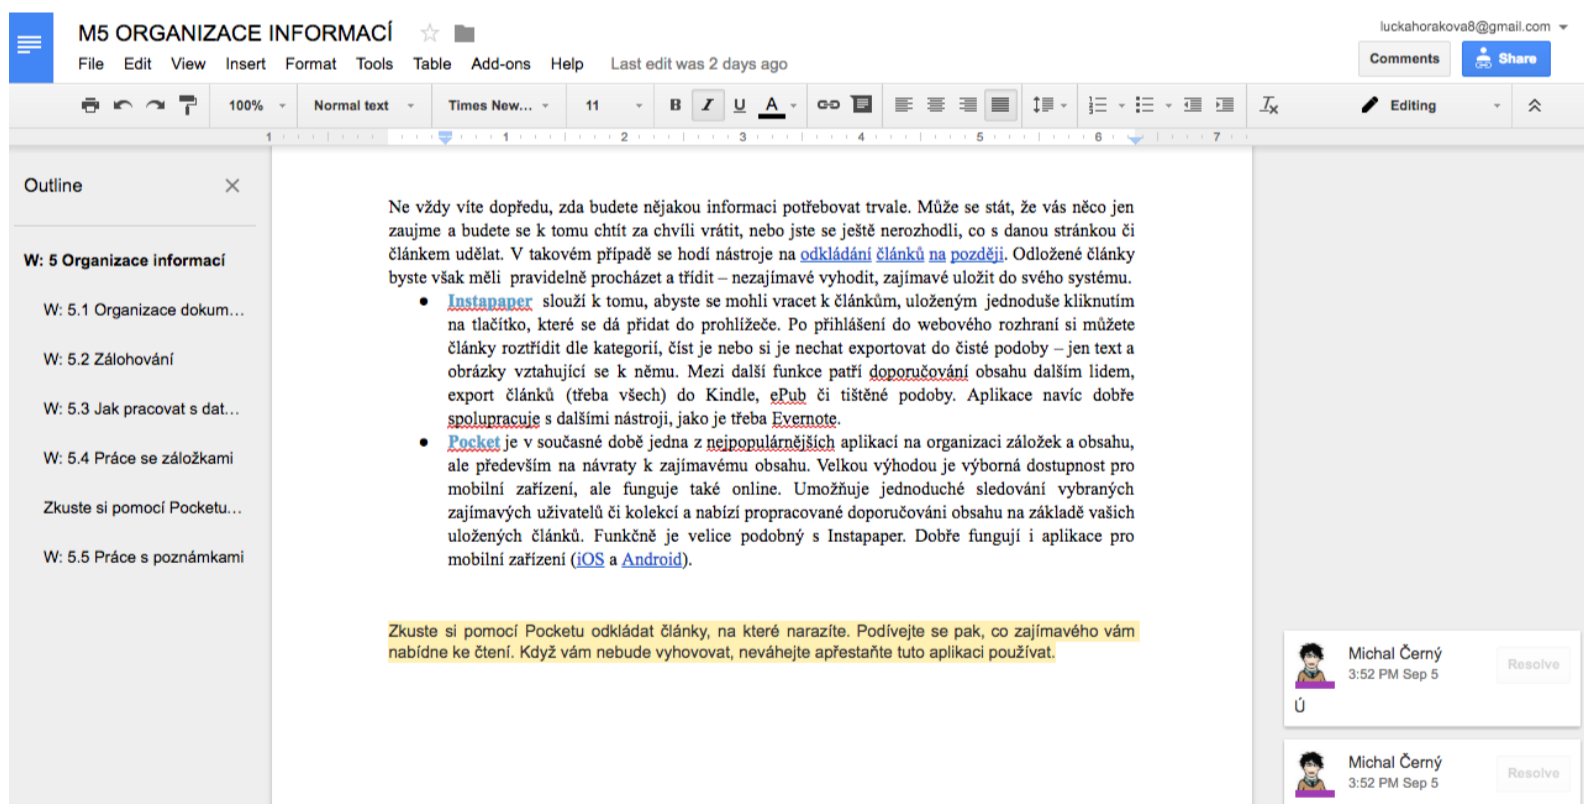 M5 ORGANIZACE INFORMACÍ
luckahorakova8@gmail.com
File Edit View Insert Format Tools Table Add-ons Help Last edit was 2 days ago
Comments Share
100% Normal text Times New... 11 B I U A Editing
1 1 2 3 4 5 6 7
Outline
W: 5 Organizace informací
W: 5.1 Organizace dokum...
W: 5.2 Zálohování
W: 5.3 Jak pracovat s dat...
W: 5.4 Práce se záložkami
Zkuste si pomocí Pocketu...
W: 5.5 Práce s poznámkami
Ne vždy víte dopředu, zda budete nějakou informaci potřebovat trvale. Může se stát, že vás něco jen
zaujme a budete se k tomu chtít za chvíli vrátit, nebo jste se ještě nerozhodli, co s danou stránkou či
článkem udělat. V takovém případě se hodí nástroje na odkládání článků na později. Odložené články
byste však měli pravidelně procházet a třídit – nezajímavé vyhodit, zajímavé uložit do svého systému.
● Instapaper slouží k tomu, abyste se mohli vracet k článkům, uloženým jednoduše kliknutím
na tlačítko, které se dá přidat do prohlížeče. Po přihlášení do webového rozhraní si můžete
články roztřídit dle kategorií, číst je nebo si je nechat exportovat do čisté podoby – jen text a
obrázky vztahující se k němu. Mezi další funkce patří doporučování obsahu dalším lidem,
export článků (třeba všech) do Kindle, ePub či tištěné podoby. Aplikace navíc dobře
spolupracuje s dalšími nástroji, jako je třeba Evernote.
● Pocket je v současné době jedna z nejpopulárnějších aplikací na organizaci záložek a obsahu,
ale především na návraty k zajímavému obsahu. Velkou výhodou je výborná dostupnost pro
mobilní zařízení, ale funguje také online. Umožňuje jednoduché sledování vybraných
zajímavých uživatelů či kolekcí a nabízí propracované doporučováni obsahu na základě vašich
uložených článků. Funkčně je velice podobný s Instapaper. Dobře fungují i aplikace pro
mobilní zařízení (iOS a Android).
Zkuste si pomocí Pocketu odkládat články, na které narazíte. Podívejte se pak, co zajímavého vám
nabídne ke čtení. Když vám nebude vyhovovat, neváhejte apřestaňte tuto aplikaci používat.
Michal Černý
3:52 PM Sep 5
Resolve
Ú
Michal Černý
3:52 PM Sep 5
Resolve